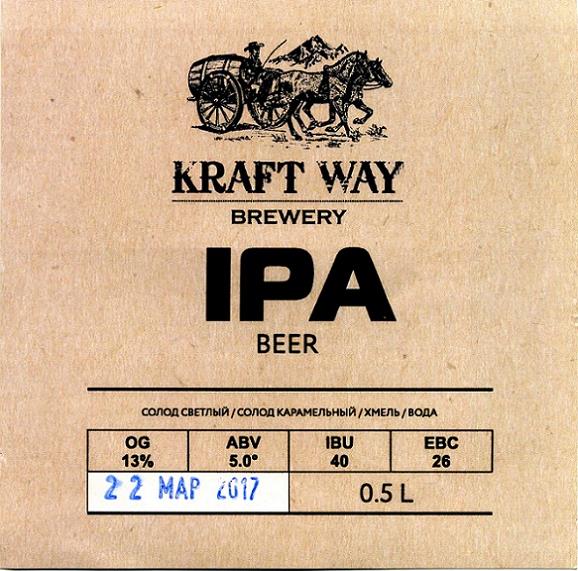 KRAFT WAY
BREWERY
IPA
BEER
СОЛОД СВЕТЛЫЙ / СОЛОД КАРАМЕЛЬНЫЙ / ХМЕЛЬ / ВОДА
OG ABV IBU EBC
13% 5.0° 40 26
22 МАР 2017 0.5 L